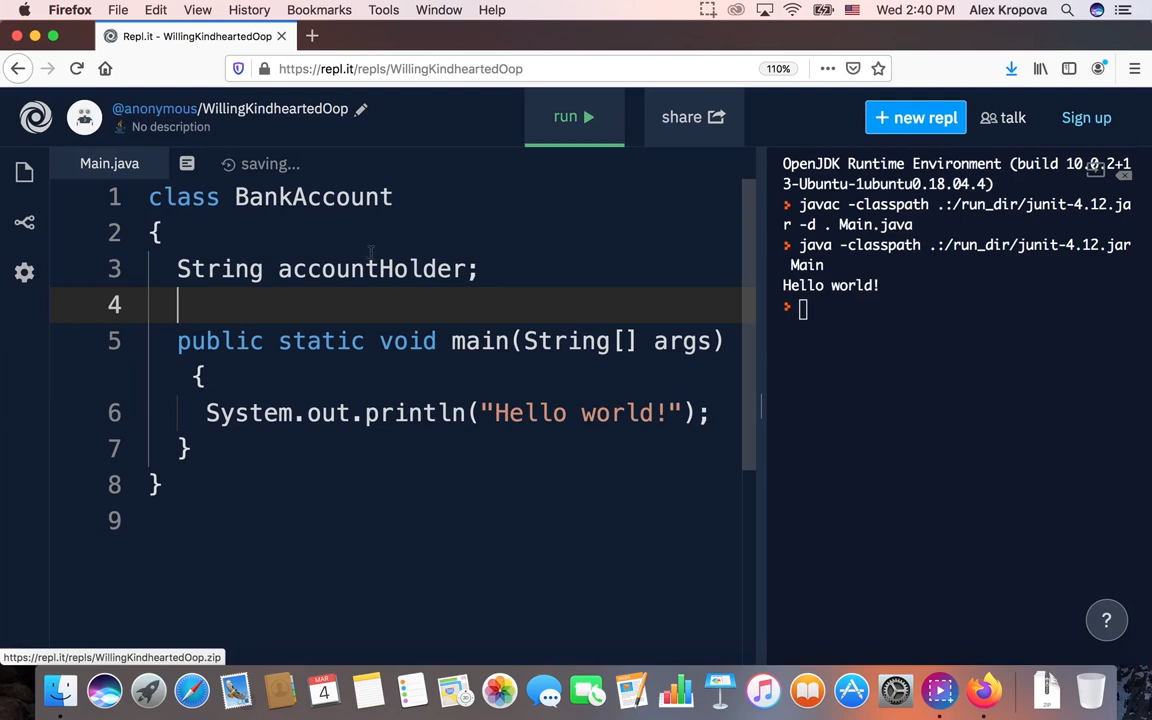 Firefox File Edit View History Bookmarks Tools Window Help Wed 2:40 PM Alex Kropova
Repl.it - WillingKindheartedOop
https://repl.it/repls/WillingKindheartedOop 110%
@anonymous/WillingKindheartedOop
No description
run
share
+ new repl
talk
Sign up
Main.java
saving...
1 class BankAccount
2 {
3 String accountHolder;
4
5 public static void main(String[] args)
{
6 System.out.println("Hello world!");
7 }
8 }
9
OpenJDK Runtime Environment (build 10.0.2+1
3-Ubuntu-1ubuntu0.18.04.4)
javac -classpath .:/run_dir/junit-4.12.ja
r -d . Main.java
java -classpath .:/run_dir/junit-4.12.jar
Main
Hello world!
?
https://repl.it/repls/WillingKindheartedOop.zip
MAR
4
ZIP